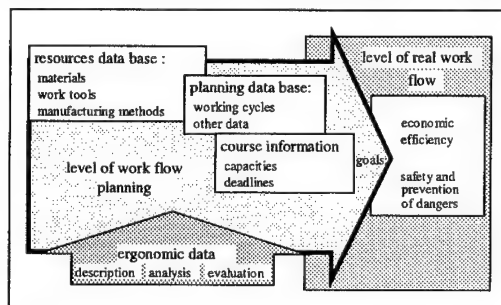 resources data base :
materials
work tools
manufacturing methods
planning data base:
working cycles
other data
course information
capacities
deadlines
level of work flow
planning
goals
level of real work
flow
economic
efficiency
safety and
prevention
of dangers
ergonomic data
description analysis evaluation